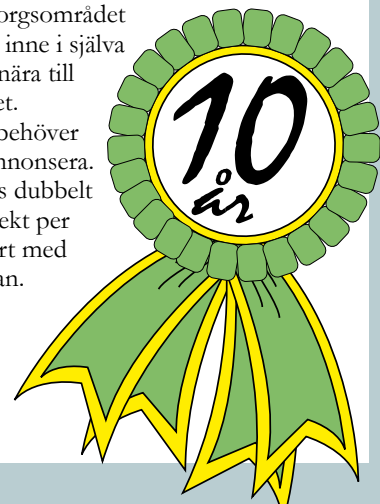 orgsområdet
inne i själva
nära till
et.
behöver
nnonsera.
s dubbelt
ekt per
rt med
an.
10
år